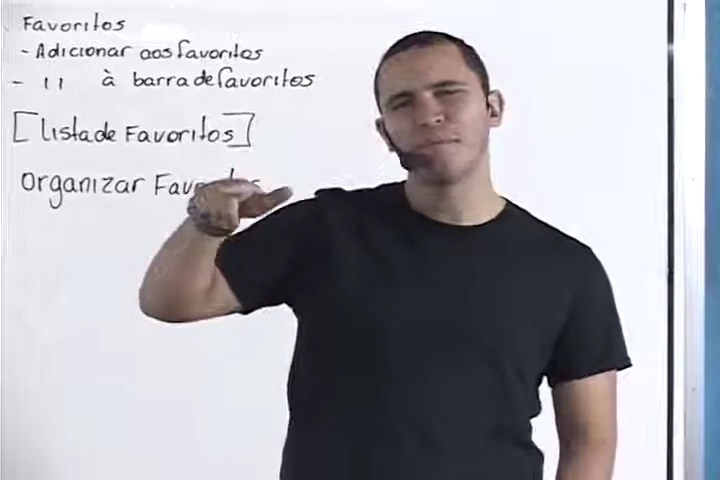 Favoritos
- Adicionar aos favoritos
- 11 à barra de favoritos
[lista de Favoritos]
Organizar